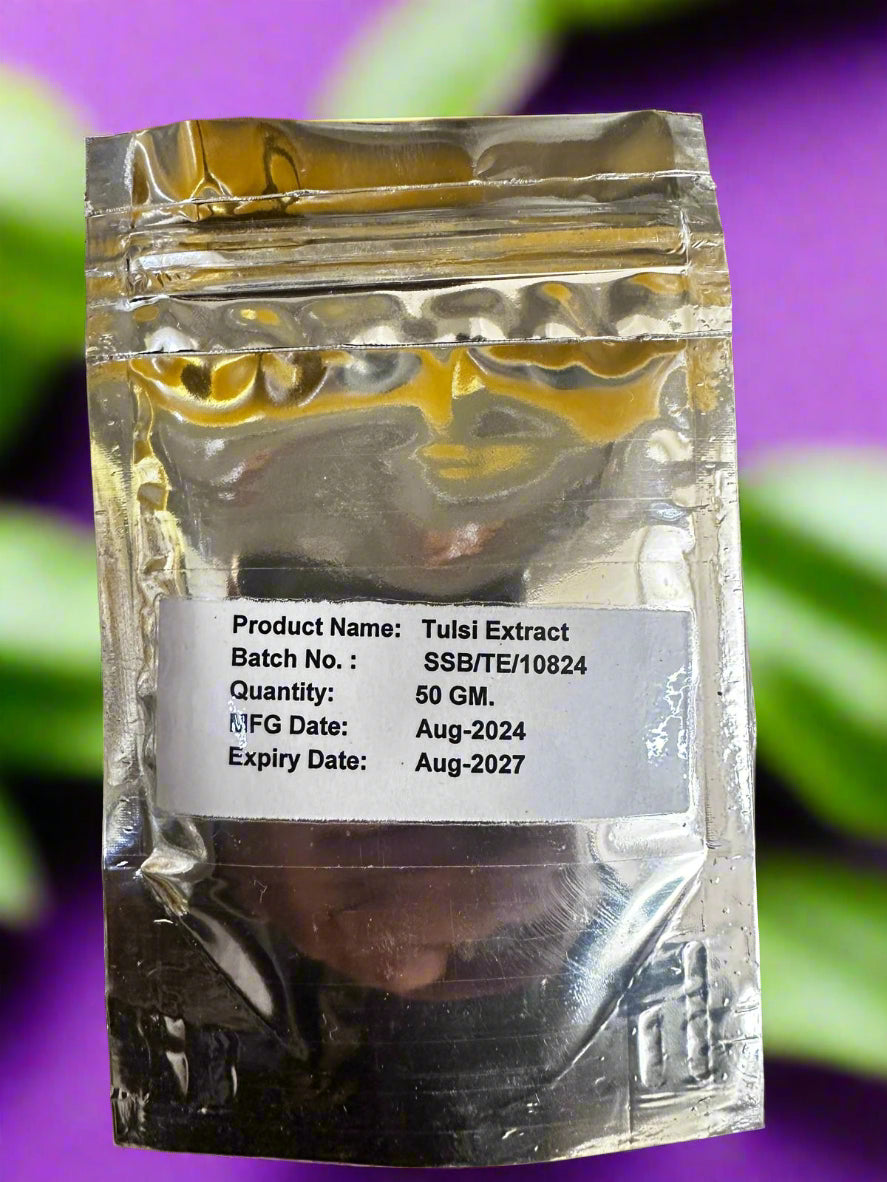 Product Name: Tulsi Extract
Batch No. : SSB/TE/10824
Quantity: 50 GM.
MFG Date: Aug-2024
Expiry Date: Aug-2027